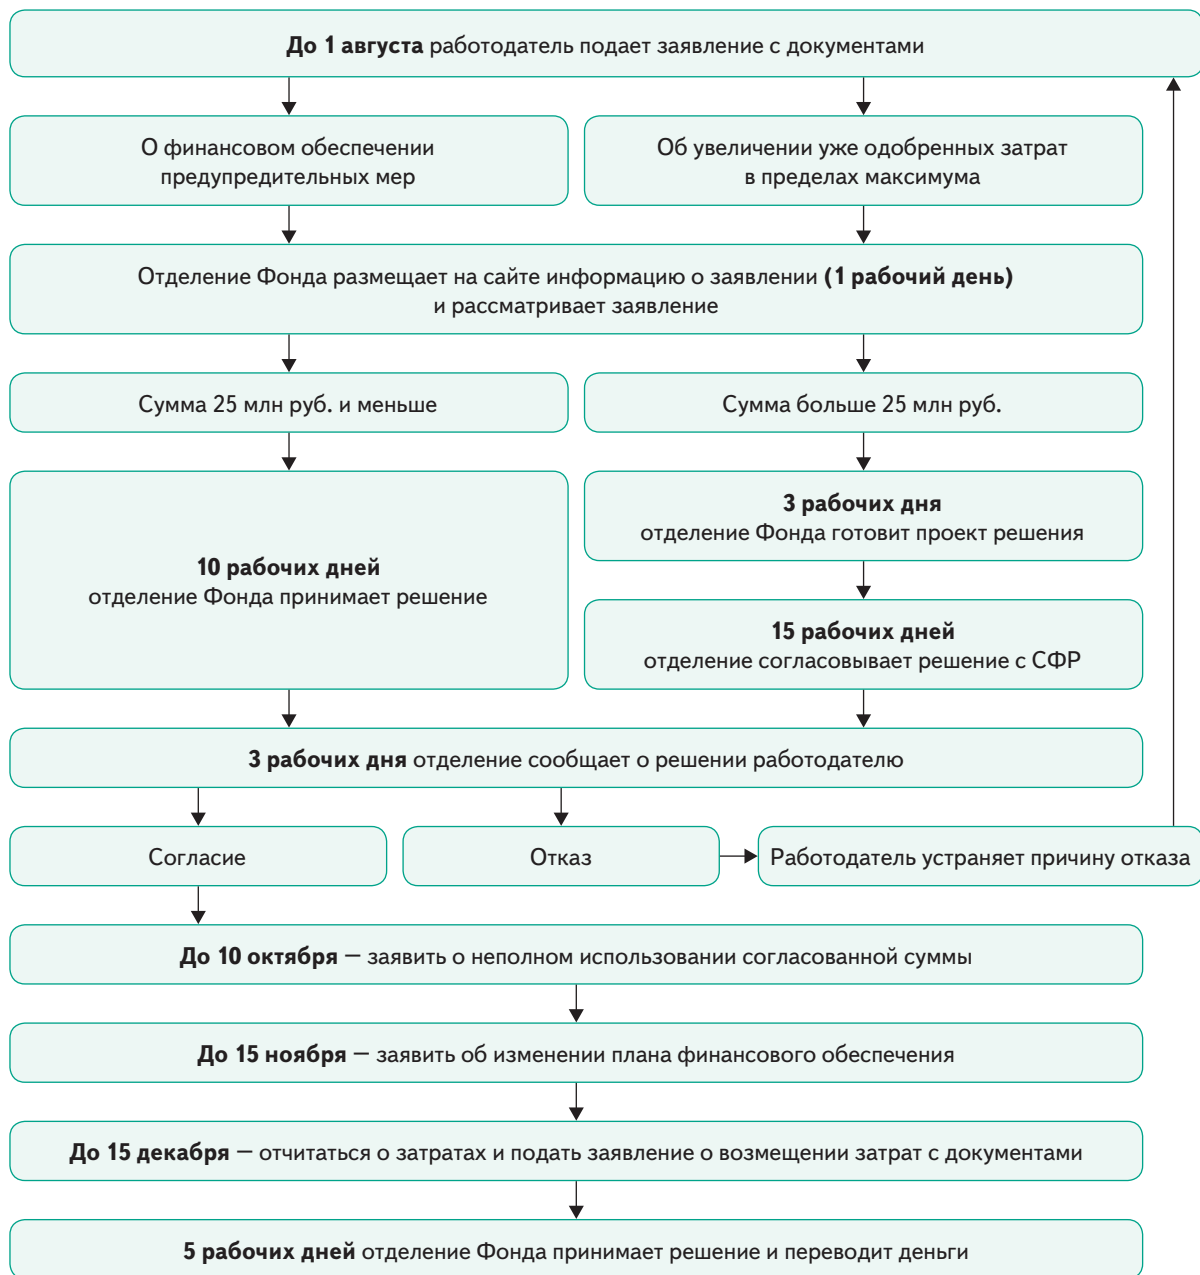 До 1 августа работодатель подает заявление с документами
О финансовом обеспечении
предупредительных мер
Об увеличении уже одобренных затрат
в пределах максимума
Отделение Фонда размещает на сайте информацию о заявлении (1 рабочий день)
и рассматривает заявление
Сумма 25 млн руб. и меньше
Сумма больше 25 млн руб.
10 рабочих дней
отделение Фонда принимает решение
3 рабочих дня
отделение Фонда готовит проект решения
15 рабочих дней
отделение согласовывает решение с СФР
3 рабочих дня отделение сообщает о решении работодателю
Согласие
Отказ
Работодатель устраняет причину отказа
До 10 октября — заявить о неполном использовании согласованной суммы
До 15 ноября — заявить об изменении плана финансового обеспечения
До 15 декабря — отчитаться о затратах и подать заявление о возмещении затрат с документами
5 рабочих дней отделение Фонда принимает решение и переводит деньги